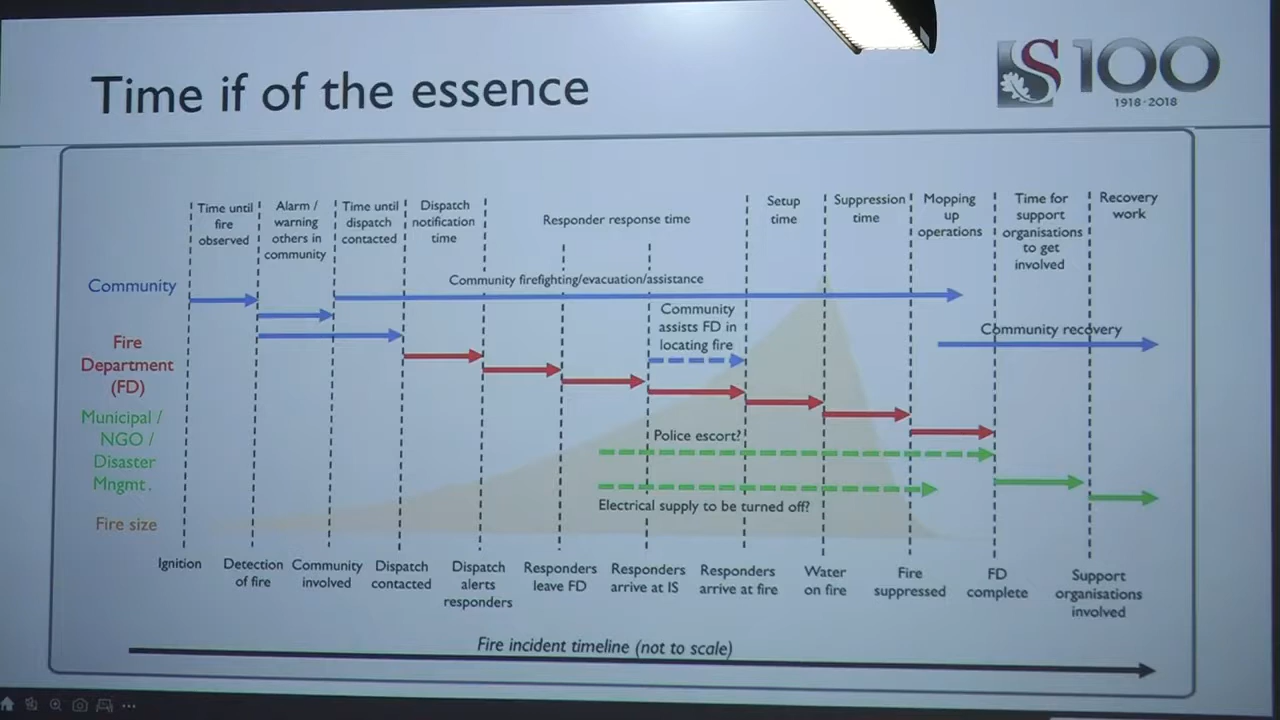 Time if of the essence
S100
1918·2018
Time until
fire
observed
Alarm /
warning
others in
community
Time until
dispatch
contacted
Dispatch
notification
time
Responder response time
Setup
time
Suppression
time
Mopping
up
operations
Time for
support
organisations
to get
involved
Recovery
work
Community
Community firefighting/evacuation/assistance
Community
assists FD in
locating fire
Community recovery
Fire
Department
(FD)
Municipal /
NGO /
Disaster
Mngmt.
Police escort?
Electrical supply to be turned off?
Fire size
Ignition
Detection
of fire
Community
involved
Dispatch
contacted
Dispatch
alerts
responders
Responders
leave FD
Responders
arrive at IS
Responders
arrive at fire
Water
on fire
Fire
suppressed
FD
complete
Support
organisations
involved
Fire incident timeline (not to scale)